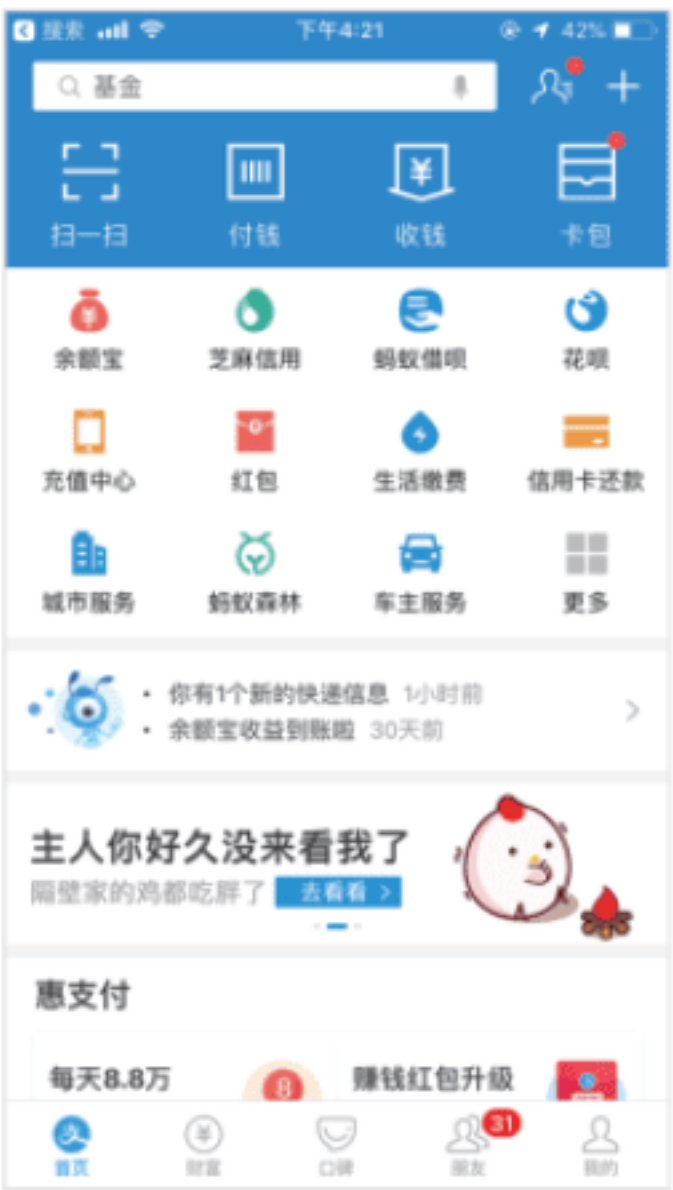 搜索 下午4:21 42%
基金
扫一扫 付钱 收钱 卡包
余额宝 芝麻信用 蚂蚁借呗 花呗
充值中心 红包 生活缴费 信用卡还款
城市服务 蚂蚁森林 车主服务 更多
· 你有1个新的快递信息 1小时前
· 余额宝收益到账啦 30天前
主人你好久没来看我了
隔壁家的鸡都吃胖了 去看看 >
惠支付
每天8.8万 8 赚钱红包升级
31
首页 财富 口碑 朋友 我的